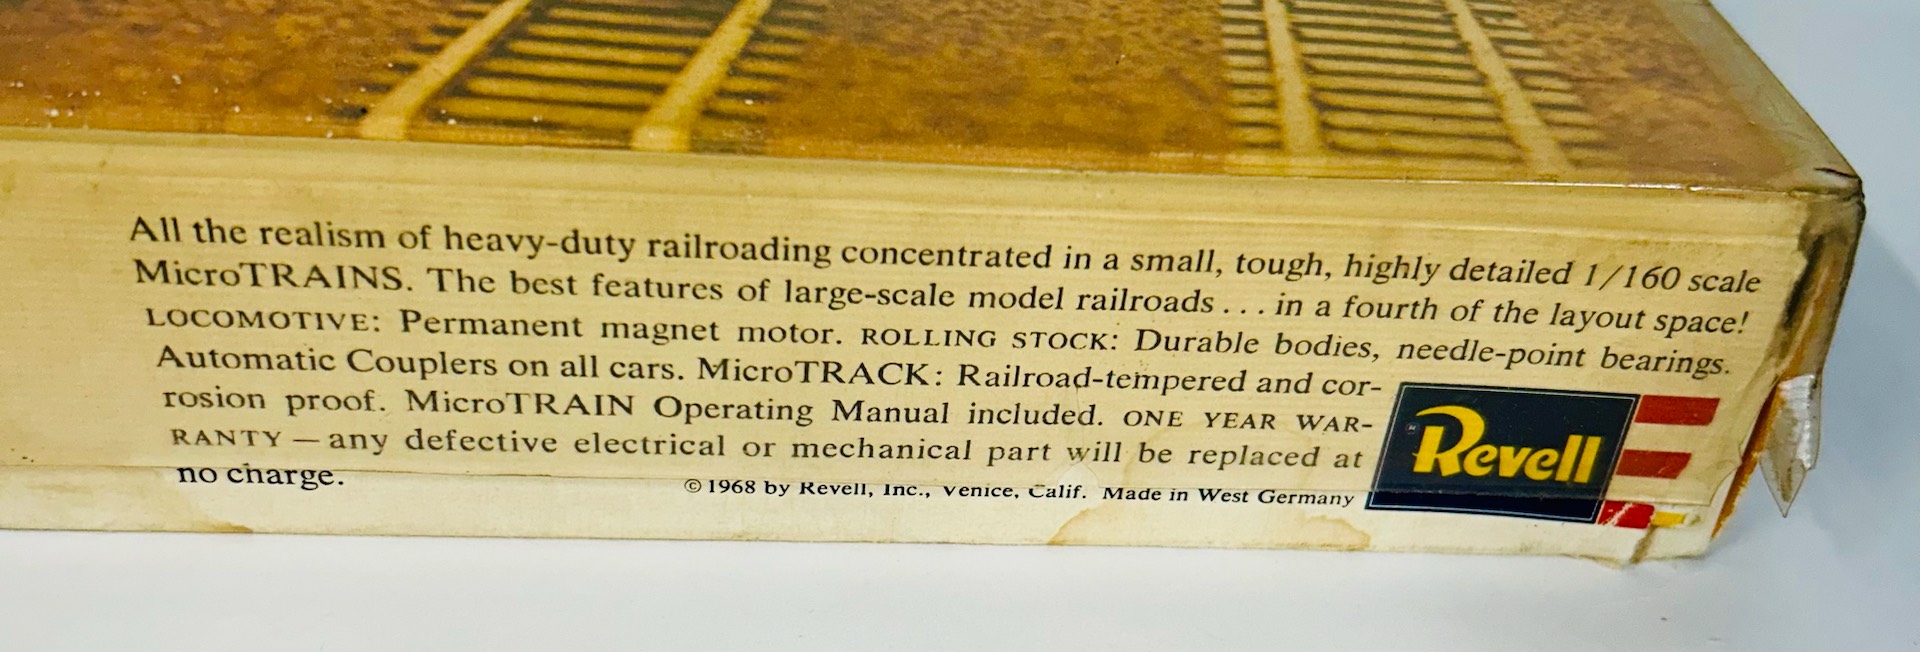 All the realism of heavy-duty railroading concentrated in a small, tough, highly detailed 1/160 scale
MicroTRAINS. The best features of large-scale model railroads . . . in a fourth of the layout space!
LOCOMOTIVE: Permanent magnet motor. ROLLING STOCK: Durable bodies, needle-point bearings.
Automatic Couplers on all cars. MicroTRACK: Railroad-tempered and cor-
rosion proof. MicroTRAIN Operating Manual included. ONE YEAR WAR-
RANTY — any defective electrical or mechanical part will be replaced at
no charge.
© 1968 by Revell, Inc., Venice, Calif. Made in West Germany
Revell